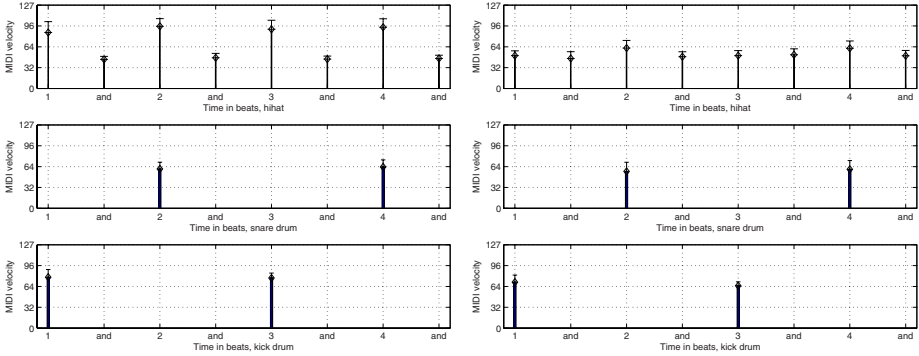 127
96
64
32
0
MIDI velocity
1 and 2 and 3 and 4 and
Time in beats, hihat
127
96
64
32
0
MIDI velocity
1 and 2 and 3 and 4 and
Time in beats, hihat
127
96
64
32
0
MIDI velocity
1 and 2 and 3 and 4 and
Time in beats, snare drum
127
96
64
32
0
MIDI velocity
1 and 2 and 3 and 4 and
Time in beats, snare drum
127
96
64
32
0
MIDI velocity
1 and 2 and 3 and 4 and
Time in beats, kick drum
127
96
64
32
0
MIDI velocity
1 and 2 and 3 and 4 and
Time in beats, kick drum